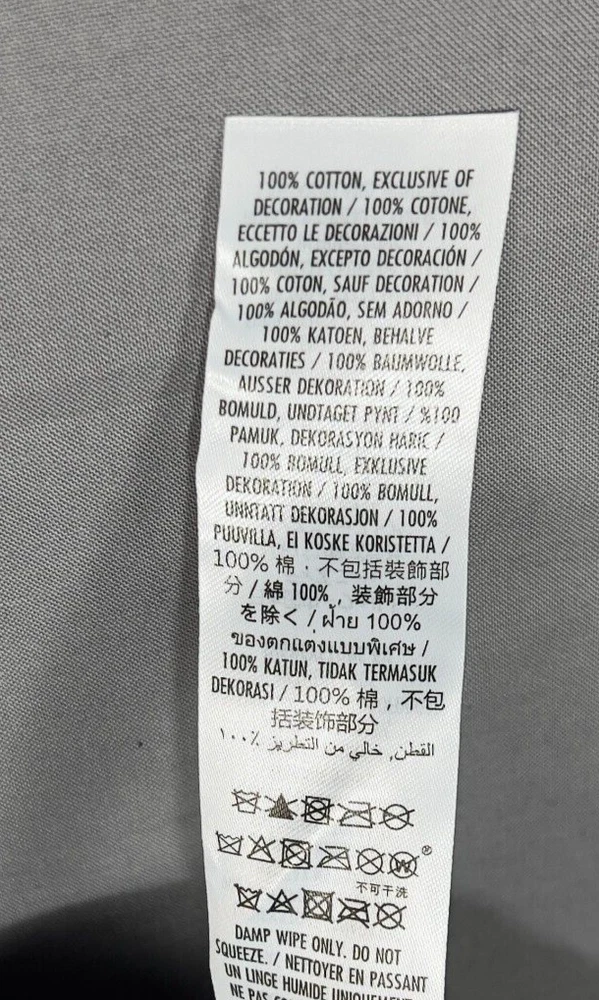 100% COTTON, EXCLUSIVE OF
DECORATION / 100% COTONE,
ECCETTO LE DECORAZIONI / 100%
ALGODÓN, EXCEPTO DECORACIÓN /
100% COTON, SAUF DECORATION /
100% ALGODÃO, SEM ADORNO /
100% KATOEN, BEHALVE
DECORATIES / 100% BAUMWOLLE,
AUSSER DEKORATION / 100%
BOMULD, UNDTAGET PYNT / %100
PAMUK, DEKORASYON HARIC /
100% BOMULL, EXKLUSIVE
DEKORATION / 100% BOMULL,
UNNTATT DEKORASJON / 100%
PUUVILLA, EI KOSKE KORISTETTA /
100% 棉 · 不包括裝飾部
分 / 綿 100% , 装飾部分
を除く / ฝ้าย 100%
ของตกแต่งแบบพิเศษ /
100% KATUN, TIDAK TERMASUK
DEKORASI / 100% 棉 , 不包
括装饰部分
القطن, خالي من التطريز ٪١٠٠
W®
不可干洗
DAMP WIPE ONLY. DO NOT
SQUEEZE. / NETTOYER EN PASSANT
UN LINGE HUMIDE UNIQUEMENT
NE PAS